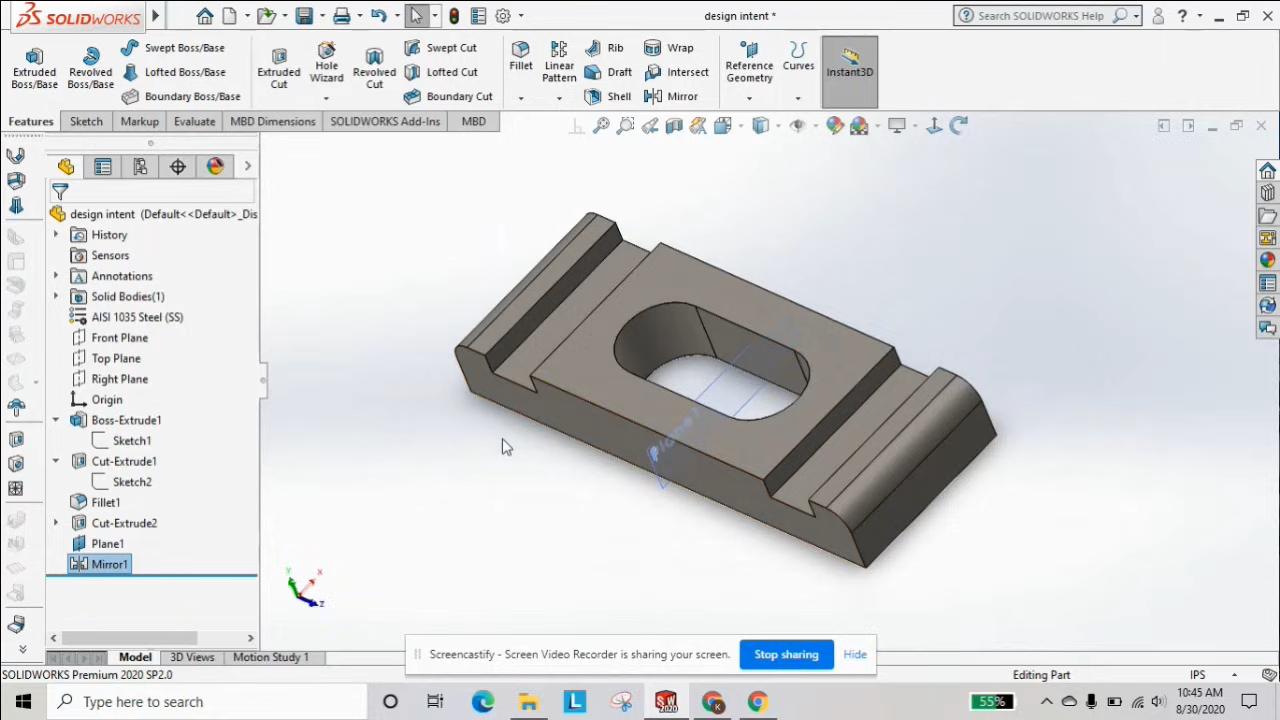 SOLIDWORKS
design intent *
Search SOLIDWORKS Help
?
Extruded Boss/Base
Revolved Boss/Base
Swept Boss/Base
Lofted Boss/Base
Boundary Boss/Base
Extruded Cut
Hole Wizard
Revolved Cut
Swept Cut
Lofted Cut
Boundary Cut
Fillet
Linear Pattern
Rib
Draft
Shell
Wrap
Intersect
Mirror
Reference Geometry
Curves
Instant3D
Features
Sketch
Markup
Evaluate
MBD Dimensions
SOLIDWORKS Add-Ins
MBD
design intent (Default<<Default>_Dis
History
Sensors
Annotations
Solid Bodies(1)
AISI 1035 Steel (SS)
Front Plane
Top Plane
Right Plane
Origin
Boss-Extrude1
Sketch1
Cut-Extrude1
Sketch2
Fillet1
Cut-Extrude2
Plane1
Mirror1
Plane1
Y
X
Z
Screencastify - Screen Video Recorder is sharing your screen.
Stop sharing
Hide
Model
3D Views
Motion Study 1
SOLIDWORKS Premium 2020 SP2.0
Editing Part
IPS
Type here to search
L
SW
2020
K
55%
10:45 AM
8/30/2020